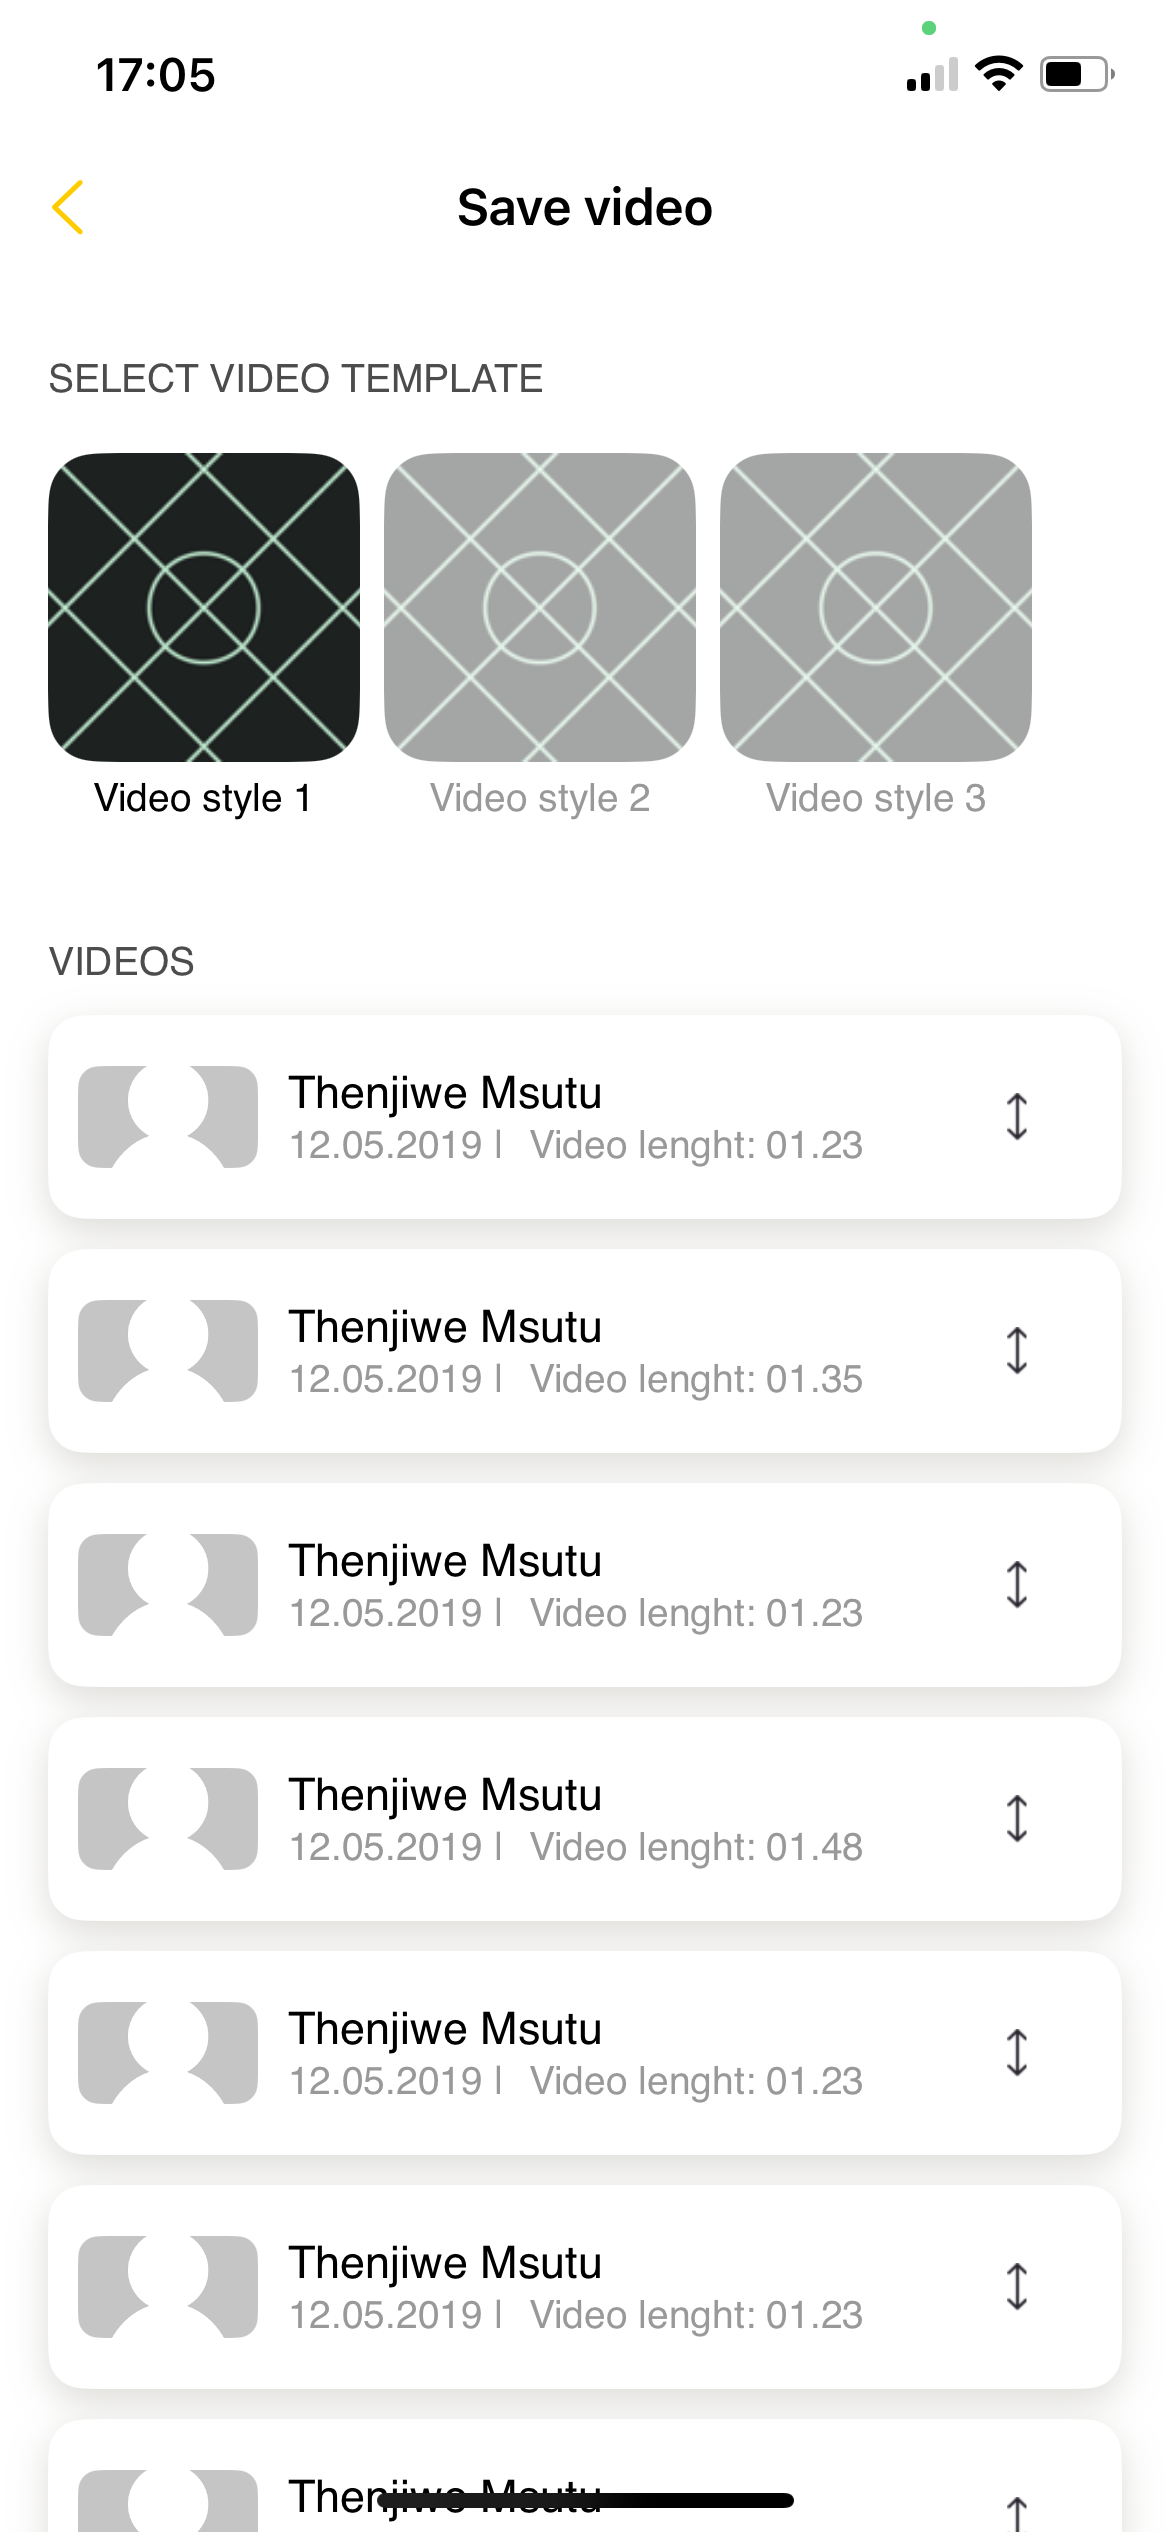 17:05
Save video
SELECT VIDEO TEMPLATE
Video style 1
Video style 2
Video style 3
VIDEOS
Thenjiwe Msutu
12.05.2019 | Video lenght: 01.23
Thenjiwe Msutu
12.05.2019 | Video lenght: 01.35
Thenjiwe Msutu
12.05.2019 | Video lenght: 01.23
Thenjiwe Msutu
12.05.2019 | Video lenght: 01.48
Thenjiwe Msutu
12.05.2019 | Video lenght: 01.23
Thenjiwe Msutu
12.05.2019 | Video lenght: 01.23
Thenjiwe Msutu